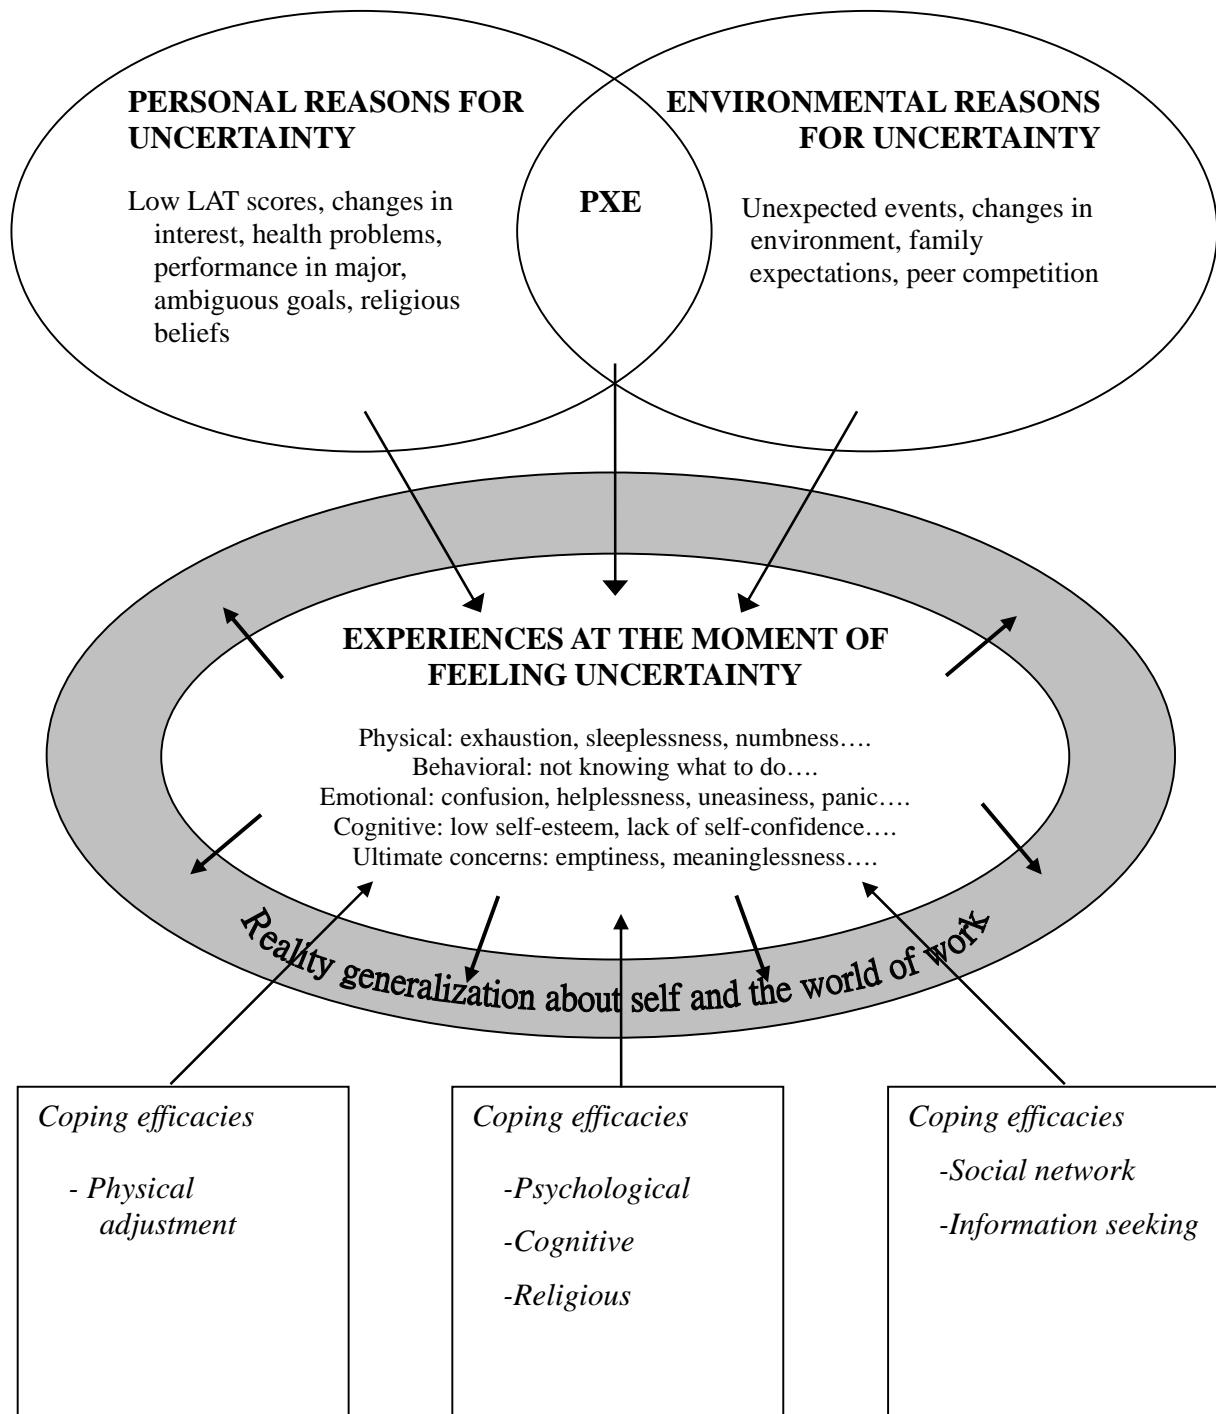 PERSONAL REASONS FOR
UNCERTAINTY
Low LAT scores, changes in
interest, health problems,
performance in major,
ambiguous goals, religious
beliefs
PXE
ENVIRONMENTAL REASONS
FOR UNCERTAINTY
Unexpected events, changes in
environment, family
expectations, peer competition
EXPERIENCES AT THE MOMENT OF
FEELING UNCERTAINTY
Physical: exhaustion, sleeplessness, numbness….
Behavioral: not knowing what to do….
Emotional: confusion, helplessness, uneasiness, panic….
Cognitive: low self-esteem, lack of self-confidence….
Ultimate concerns: emptiness, meaninglessness….
Reality generalization about self and the world of work
Coping efficacies
- Physical
adjustment
Coping efficacies
-Psychological
-Cognitive
-Religious
Coping efficacies
-Social network
-Information seeking